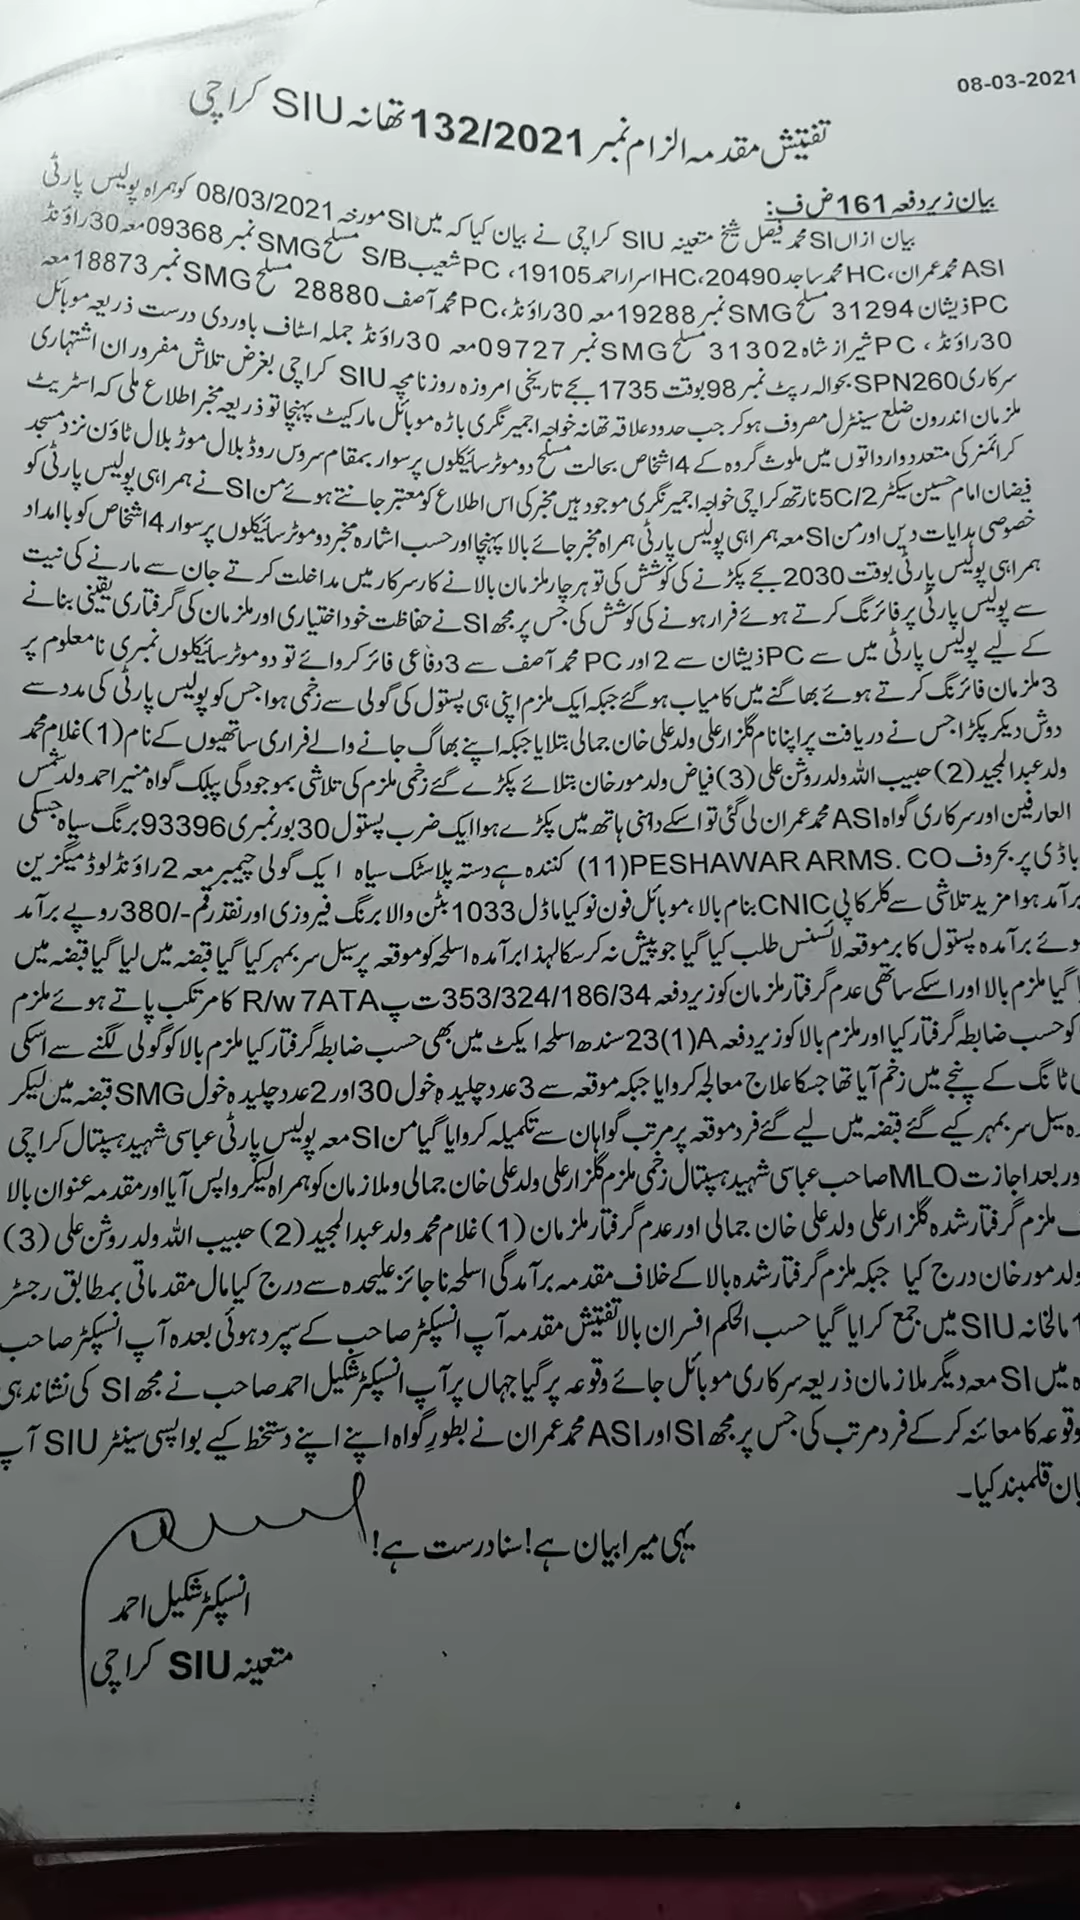 08-03-2021
تفتیش مقدمہ الزام نمبر 132/2021 تھانہ SIU کراچی
بیان زیر دفعہ 161 ض ف:
بیان ازاں SI محمد فیصل شیخ متعینہ SIU کراچی نے بیان کیا کہ میں SI مورخہ 08/03/2021 کو ہمراہ پولیس پارٹی
ASI محمد عمران، HC محمد ساجد 20490، HC اسرار احمد 19105، PC شعیب S/B مسلح SMG نمبر 09368 معہ 30 راؤنڈ
PC ذیشان 31294 مسلح SMG نمبر 19288 معہ 30 راؤنڈ، PC محمد آصف 28880 مسلح SMG نمبر 18873 معہ
30 راؤنڈ، PC شیراز شاہ 31302 مسلح SMG نمبر 09727 معہ 30 راؤنڈ جملہ اسٹاف باوردی درست ذریعہ موبائل
سرکاری SPN260 بحوالہ رپٹ نمبر 98 بوقت 1735 بجے تاریخی امروزہ روزنامچہ SIU کراچی بغرض تلاش مفروران اشتہاری
ملزمان اندرون ضلع سینٹرل مصروف ہو کر جب حدود علاقہ تھانہ خواجہ اجمیر نگری باڑہ موبائل مارکیٹ پہنچا تو ذریعہ مخبر اطلاع ملی کہ اسٹریٹ
کرائمنر کی متعدد وارداتوں میں ملوث گروہ کے 4 اشخاص بحالت مسلح دو موٹر سائیکلوں پر سوار بمقام سروس روڈ بلال موڑ بلال ٹاؤن نزد مسجد
فیضان امام حسین سیکٹر 5C/2 نارتھ کراچی خواجہ اجمیر نگری موجود ہیں مخبر کی اس اطلاع کو معتبر جانتے ہوئے من SI نے ہمراہی پولیس پارٹی کو
خصوصی ہدایات دیں اور من SI معہ ہمراہی پولیس پارٹی ہمراہ مخبر جائے بالا پہنچا اور حسب اشارہ مخبر دو موٹر سائیکلوں پر سوار 4 اشخاص کو باامداد
ہمراہی پولیس پارٹی بوقت 2030 بجے پکڑنے کی کوشش کی تو ہر چار ملزمان بالا نے کار سرکار میں مداخلت کرتے جان سے مارنے کی نیت
سے پولیس پارٹی پر فائرنگ کرتے ہوئے فرار ہونے کی کوشش کی جس پر مجھ SI نے حفاظت خود اختیاری اور ملزمان کی گرفتاری یقینی بنانے
کے لیے پولیس پارٹی میں سے PC ذیشان سے 2 اور PC محمد آصف سے 3 دفاعی فائر کروائے تو دو موٹر سائیکلوں نمبری نامعلوم پر
3 ملزمان فائرنگ کرتے ہوئے بھاگنے میں کامیاب ہو گئے جبکہ ایک ملزم اپنی ہی پستول کی گولی سے زخمی ہوا جس کو پولیس پارٹی کی مدد سے
دوش دیکر پکڑا جس نے دریافت پر اپنا نام گلزار علی ولد علی خان جمالی بتلایا جبکہ اپنے بھاگ جانے والے فراری ساتھیوں کے نام (1) غلام محمد
ولد عبدالمجید (2) حبیب اللہ ولد روشن علی (3) فیاض ولد مور خان بتلائے پکڑے گئے زخمی ملزم کی تلاشی بموجودگی پبلک گواہ منیر احمد ولد شمس
العارفین اور سرکاری گواہ ASI محمد عمران لی گئی تو اسکے داہنی ہاتھ میں پکڑے ہوا ایک ضرب پستول 30 بور نمبری 93396 برنگ سیاہ جسکی
باڈی پر بحروف PESHAWAR ARMS. CO (11) کنندہ ہے دستہ پلاسٹک سیاہ ایک گولی چیمبر معہ 2 راؤنڈ لوڈ میگزین
برآمد ہوا مزید تلاشی سے کلر کاپی CNIC بنام بالا، موبائل فون نوکیا ماڈل 1033 بٹن والا برنگ فیروزی اور نقد رقم -/380 روپے برآمد
ہوئے برآمدہ پستول کا بر موقعہ لائسنس طلب کیا گیا جو پیش نہ کر سکا لہذا برآمدہ اسلحہ کو موقعہ پر سیل سر بمہر کیا گیا قبضہ میں لیا گیا قبضہ میں
گیا ملزم بالا اور اسکے ساتھی عدم گرفتار ملزمان کو زیر دفعہ 353/324/186/34 ت پ R/w 7ATA کا مرتکب پاتے ہوئے ملزم
کو حسب ضابطہ گرفتار کیا اور ملزم بالا کو زیر دفعہ 23(1)A سندھ اسلحہ ایکٹ میں بھی حسب ضابطہ گرفتار کیا ملزم بالا کو گولی لگنے سے اسکی
ٹانگ کے پنجے میں زخم آیا تھا جسکا علاج معالجہ کروایا جبکہ موقعہ سے 3 عدد چلیدہ خول 30 اور 2 عدد چلیدہ خول SMG قبضہ میں لیکر
سیل سر بمہر کیے گئے قبضہ میں لیے گئے فرد موقعہ پر مرتب گواہان سے تکمیلہ کروایا گیا من SI معہ پولیس پارٹی عباسی شہید ہسپتال کراچی
ور بعد اجازت MLO صاحب عباسی شہید ہسپتال زخمی ملزم گلزار علی ولد علی خان جمالی و ملازمان کو ہمراہ لیکر واپس آیا اور مقدمہ عنوان بالا
ف ملزم گرفتار شدہ گلزار علی ولد علی خان جمالی اور عدم گرفتار ملزمان (1) غلام محمد ولد عبدالمجید (2) حبیب اللہ ولد روشن علی (3)
ولد مور خان درج کیا جبکہ ملزم گرفتار شدہ بالا کے خلاف مقدمہ برآمدگی اسلحہ ناجائز علیحدہ سے درج کیا مال مقدماتی بمطابق رجسٹر
1 مالخانہ SIU میں جمع کرایا گیا حسب الحکم افسران بالا تفتیش مقدمہ آپ انسپکٹر صاحب کے سپرد ہوئی بعدہ آپ انسپکٹر صاحب
ہ میں SI معہ دیگر ملازمان ذریعہ سرکاری موبائل جائے وقوعہ پر گیا جہاں پر آپ انسپکٹر شکیل احمد صاحب نے مجھ SI کی نشاندہی
وقوعہ کا معائنہ کر کے فرد مرتب کی جس پر مجھ SI اور ASI محمد عمران نے بطور گواہ اپنے اپنے دستخط کیے بواپسی سینٹر SIU آپ
یان قلمبند کیا۔
یہی میرا بیان ہے! سنا درست ہے!
انسپکٹر شکیل احمد
متعینہ SIU کراچی